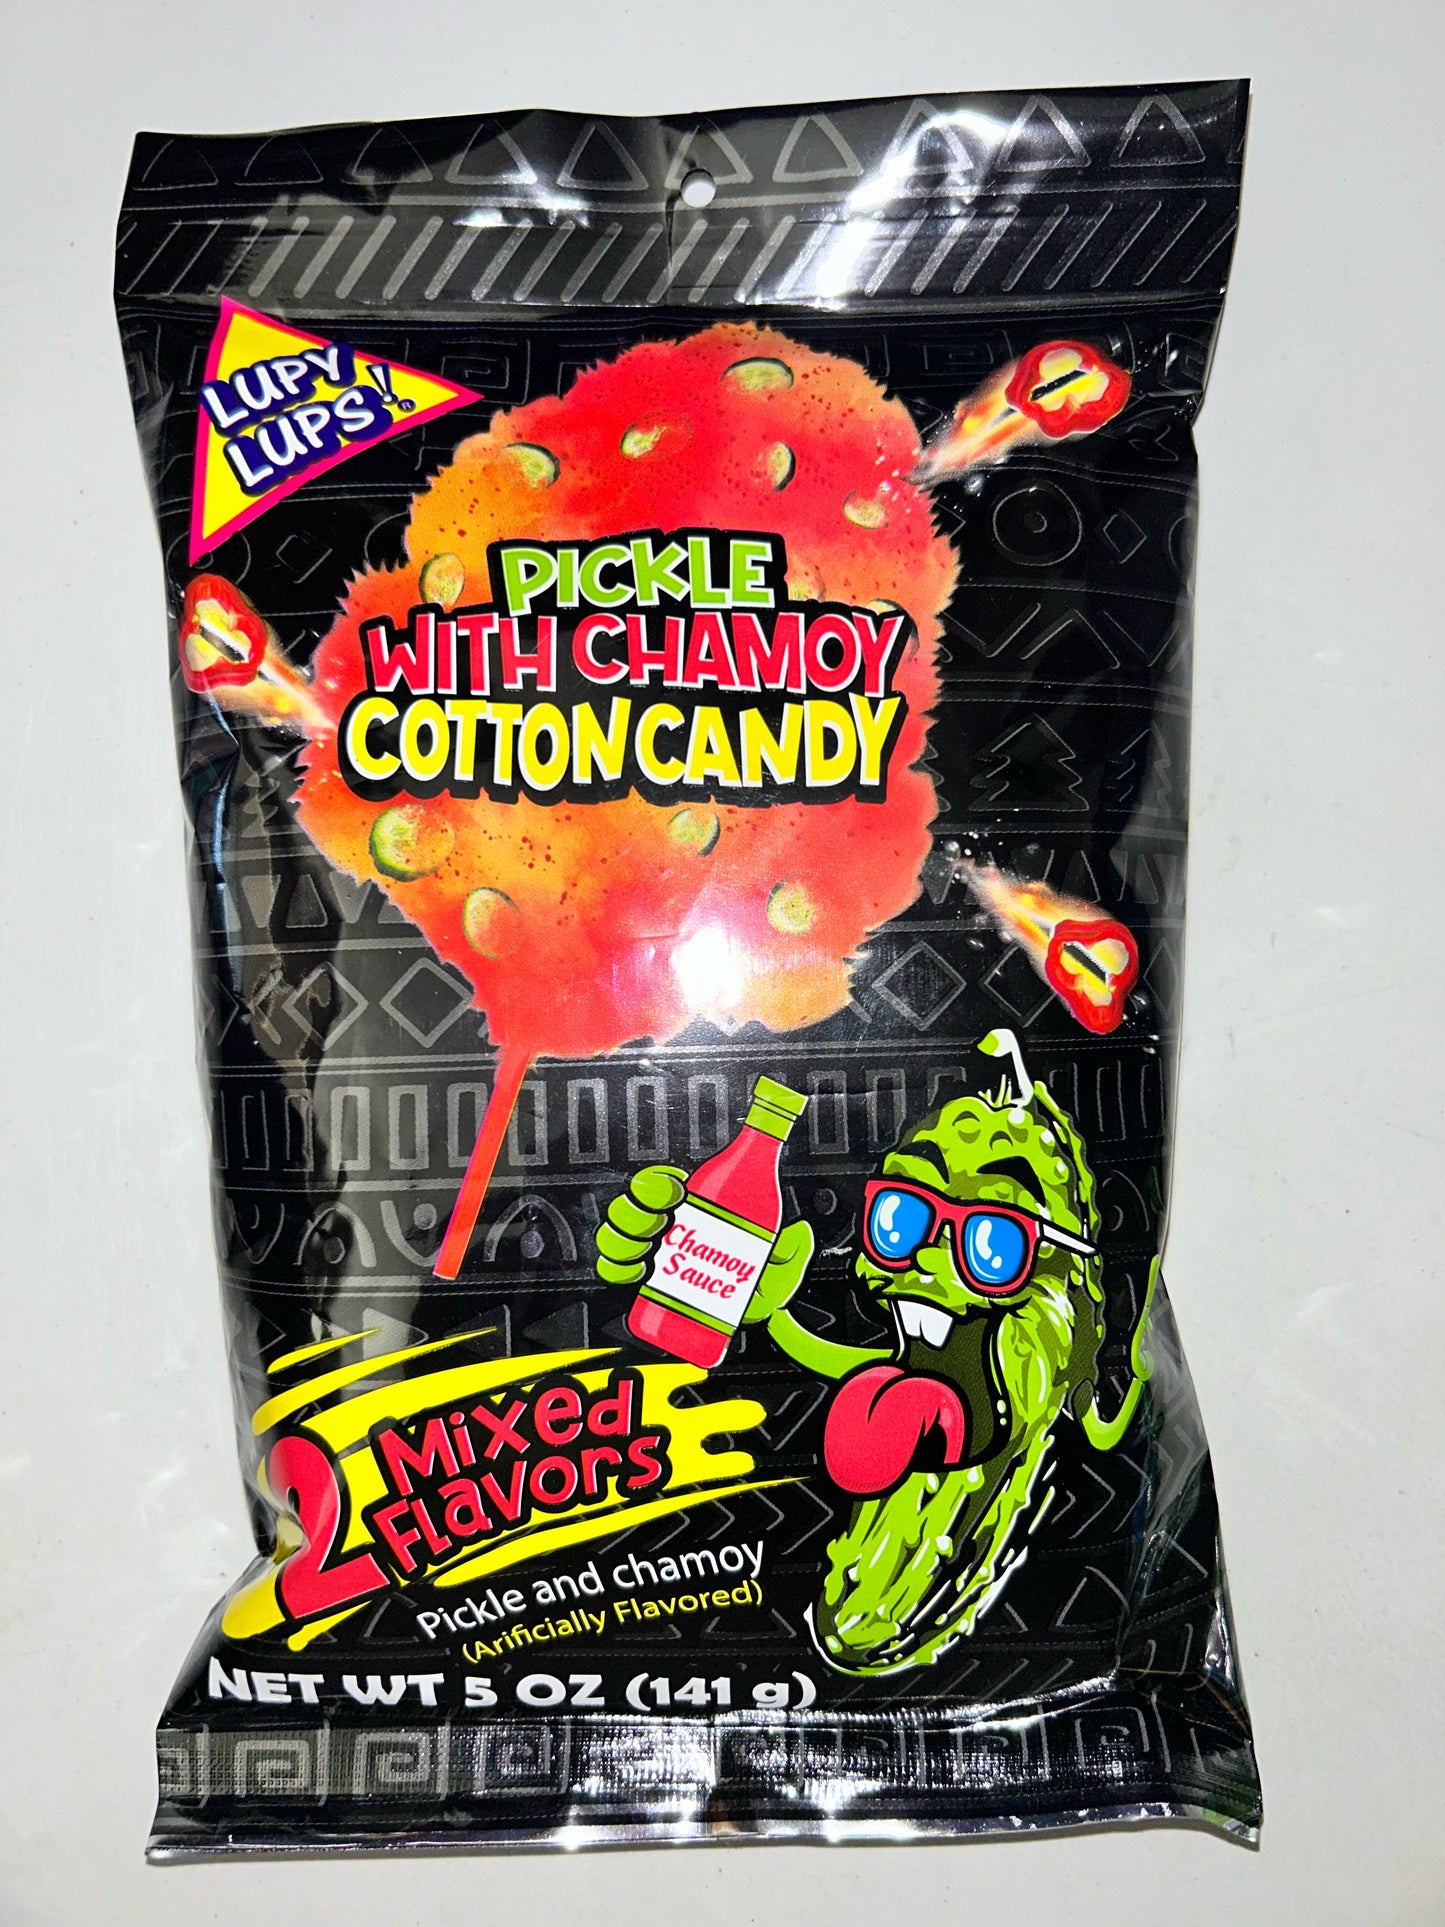 LUPY
LUPS!®
PICKLE
WITH CHAMOY
COTTON CANDY
Chamoy
Sauce
2 Mixed
Flavors
Pickle and chamoy
(Arificially Flavored)
NET WT 5 OZ (141 g)